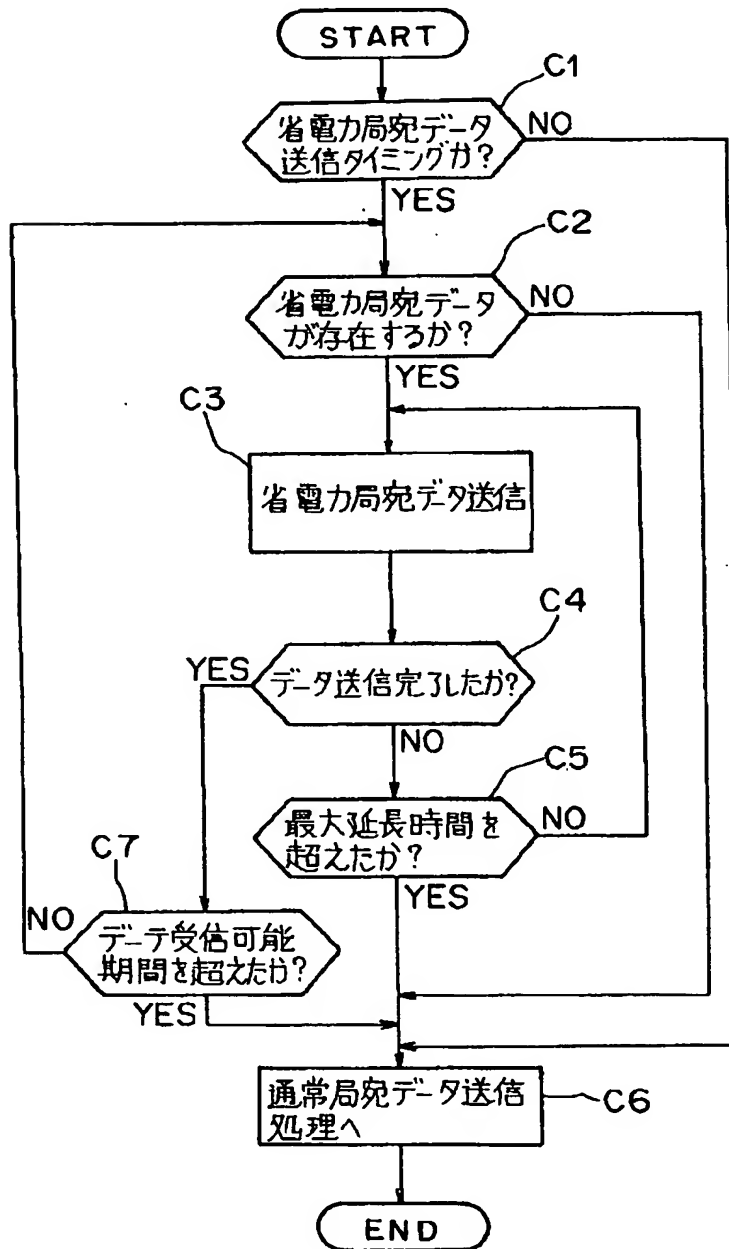 START
C1
省電力局宛データ
送信タイミングか?
NO
YES
C2
省電力局宛データ
が存在するか?
NO
YES
C3
省電力局宛データ送信
C4
データ送信完了したか?
YES
NO
C5
最大延長時間を
超えたか?
NO
YES
C7
データ受信可能
期間を超えたか?
NO
YES
通常局宛データ送信
処理へ
C6
END